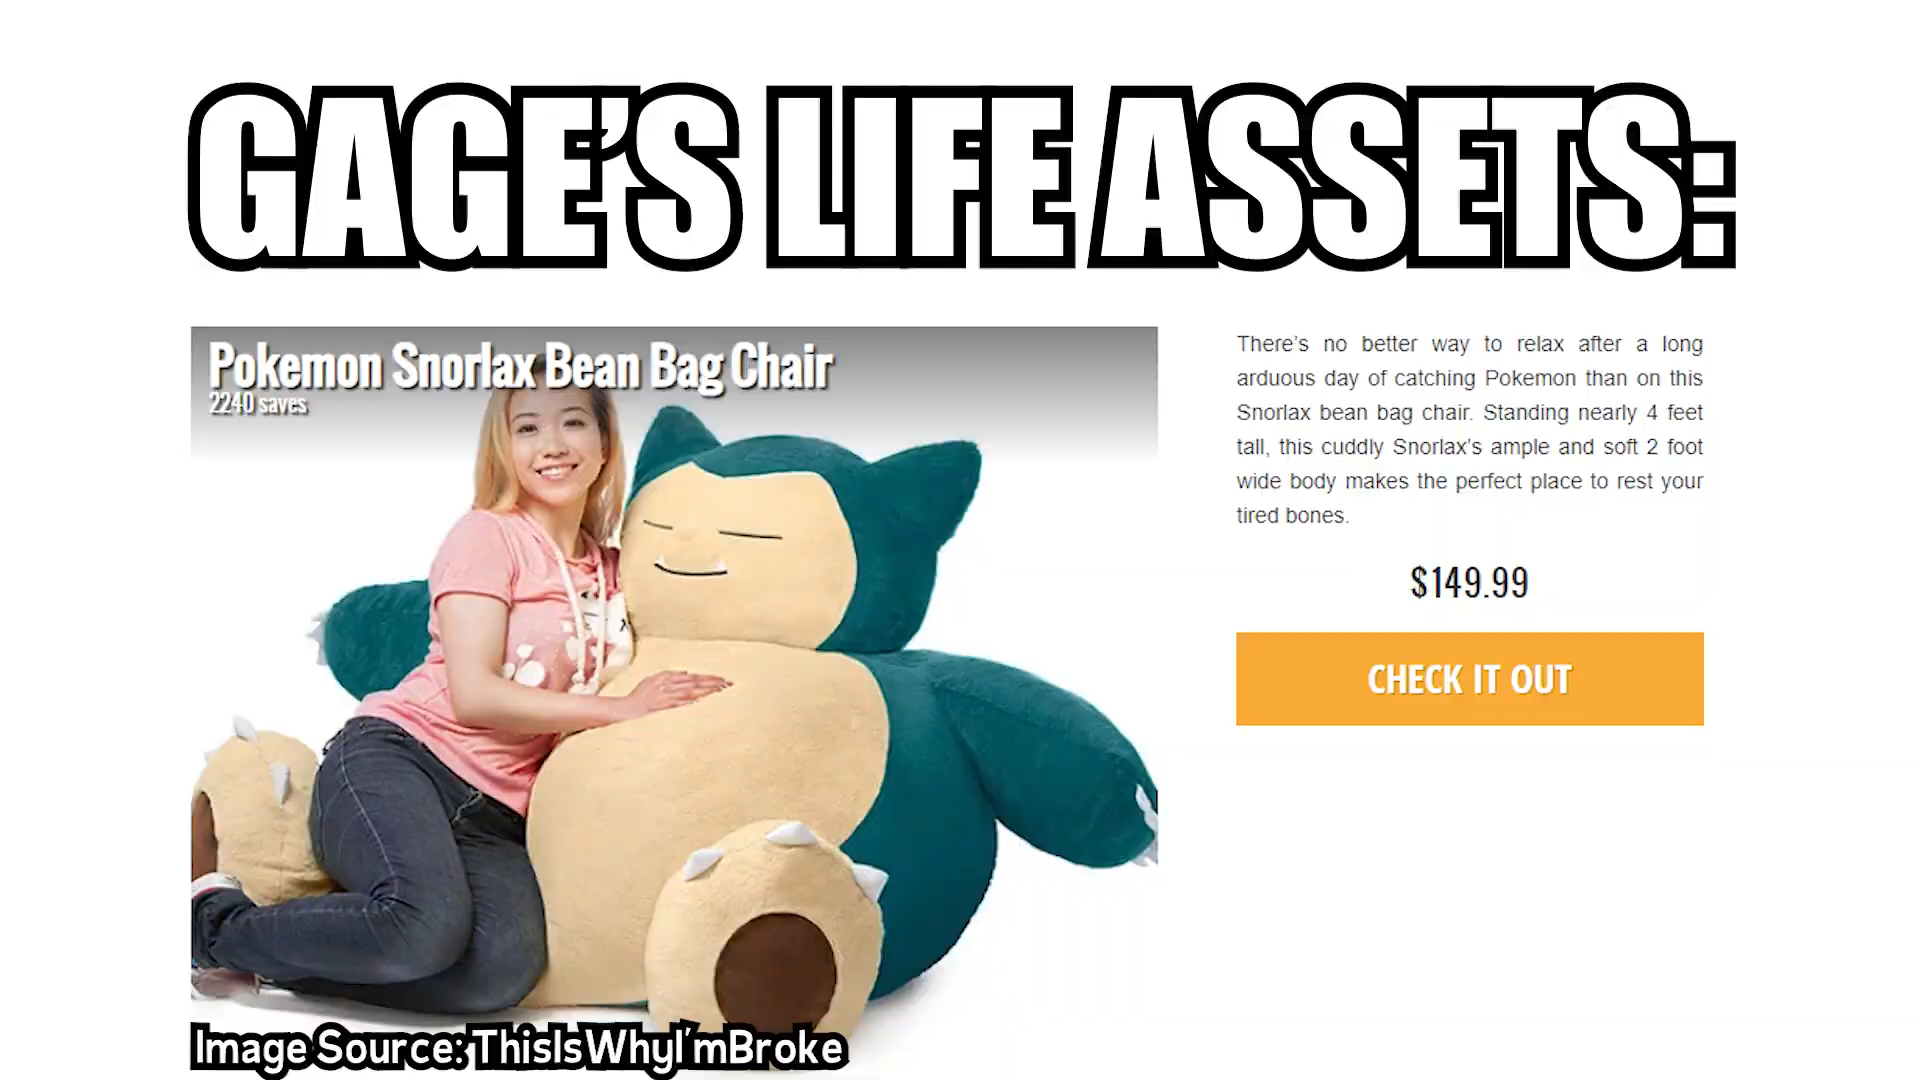 GAGE'S LIFE ASSETS:
Pokemon Snorlax Bean Bag Chair
2240 saves
There's no better way to relax after a long
arduous day of catching Pokemon than on this
Snorlax bean bag chair. Standing nearly 4 feet
tall, this cuddly Snorlax's ample and soft 2 foot
wide body makes the perfect place to rest your
tired bones.
$149.99
CHECK IT OUT
Image Source: ThisIsWhyI'mBroke